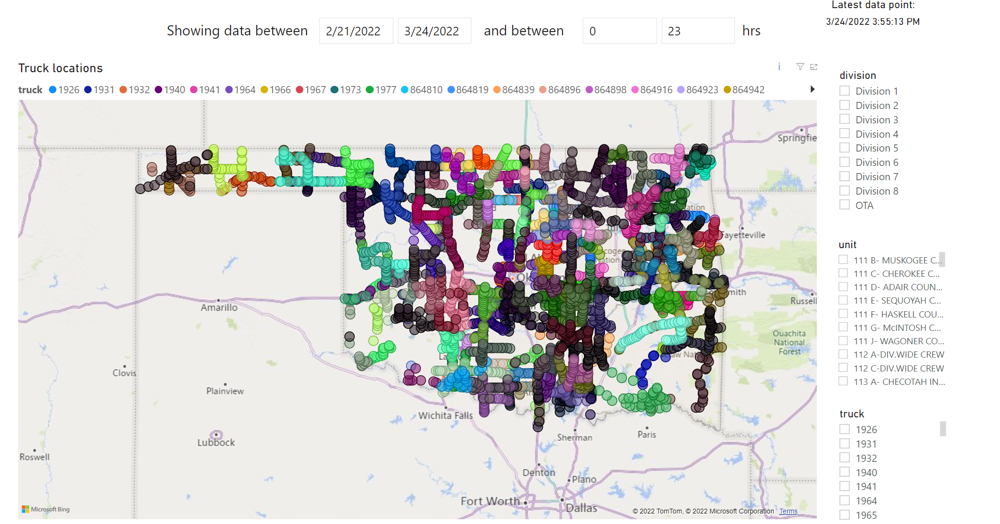 Latest data point:
3/24/2022 3:55:13 PM
Showing data between 2/21/2022 3/24/2022 and between 0 23 hrs
Truck locations
truck 1926 1931 1932 1940 1941 1964 1966 1967 1973 1977 864810 864819 864839 864896 864898 864916 864923 864942
Springfie
Fayetteville
Nation
mith
Russell
Amarillo
Ouachita
National
Forest
Clovis
Plainview
Wichita Falls
Lubbock
Sherman
Paris
Roswell
Denton
Plano
Fort Worth
Dallas
Microsoft Bing
© 2022 TomTom, © 2022 Microsoft Corporation Terms
division
Division 1
Division 2
Division 3
Division 4
Division 5
Division 6
Division 7
Division 8
OTA
unit
111 B- MUSKOGEE C...
111 C- CHEROKEE C...
111 D- ADAIR COUN...
111 E- SEQUOYAH C...
111 F- HASKELL COU...
111 G- McINTOSH C...
111 J- WAGONER CO...
112 A-DIV.WIDE CREW
112 C-DIV.WIDE CREW
113 A- CHECOTAH IN...
truck
1926
1931
1932
1940
1941
1964
1965